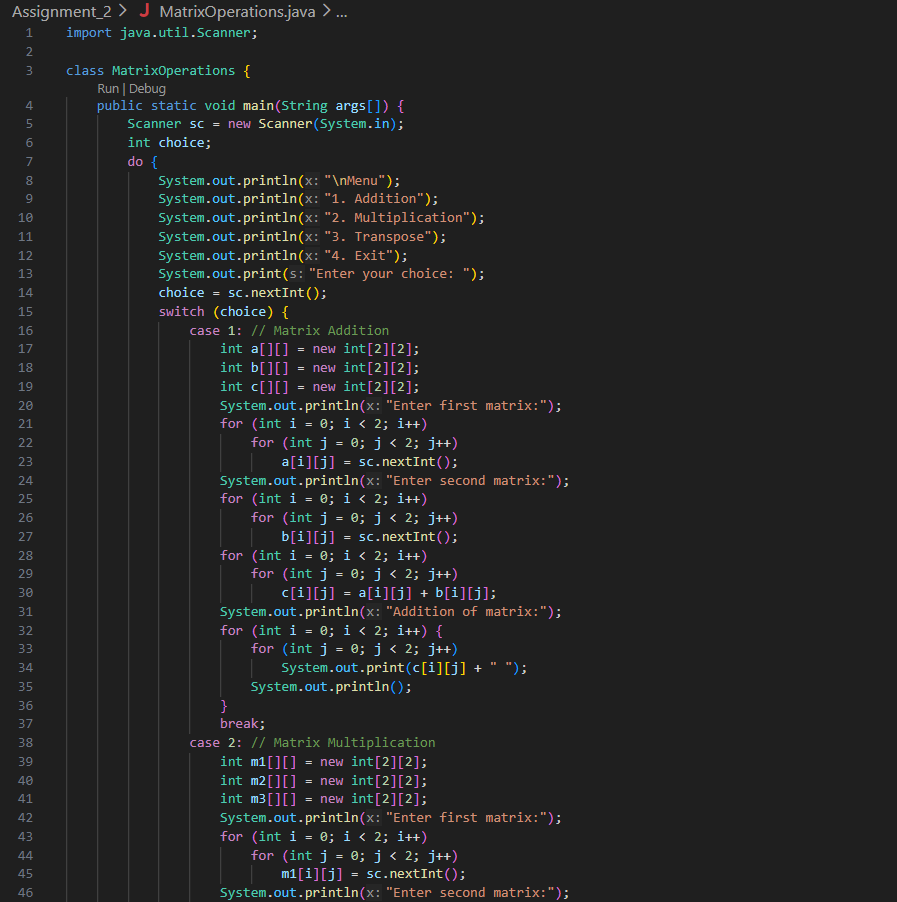 Assignment_2 > J MatrixOperations.java > ...
1 import java.util.Scanner;
2
3 class MatrixOperations {
Run | Debug
4 public static void main(String args[]) {
5 Scanner sc = new Scanner(System.in);
6 int choice;
7 do {
8 System.out.println(x: "\nMenu");
9 System.out.println(x: "1. Addition");
10 System.out.println(x: "2. Multiplication");
11 System.out.println(x: "3. Transpose");
12 System.out.println(x: "4. Exit");
13 System.out.print(s: "Enter your choice: ");
14 choice = sc.nextInt();
15 switch (choice) {
16 case 1: // Matrix Addition
17 int a[][] = new int[2][2];
18 int b[][] = new int[2][2];
19 int c[][] = new int[2][2];
20 System.out.println(x: "Enter first matrix:");
21 for (int i = 0; i < 2; i++)
22 for (int j = 0; j < 2; j++)
23 a[i][j] = sc.nextInt();
24 System.out.println(x: "Enter second matrix:");
25 for (int i = 0; i < 2; i++)
26 for (int j = 0; j < 2; j++)
27 b[i][j] = sc.nextInt();
28 for (int i = 0; i < 2; i++)
29 for (int j = 0; j < 2; j++)
30 c[i][j] = a[i][j] + b[i][j];
31 System.out.println(x: "Addition of matrix:");
32 for (int i = 0; i < 2; i++) {
33 for (int j = 0; j < 2; j++)
34 System.out.print(c[i][j] + " ");
35 System.out.println();
36 }
37 break;
38 case 2: // Matrix Multiplication
39 int m1[][] = new int[2][2];
40 int m2[][] = new int[2][2];
41 int m3[][] = new int[2][2];
42 System.out.println(x: "Enter first matrix:");
43 for (int i = 0; i < 2; i++)
44 for (int j = 0; j < 2; j++)
45 m1[i][j] = sc.nextInt();
46 System.out.println(x: "Enter second matrix:");